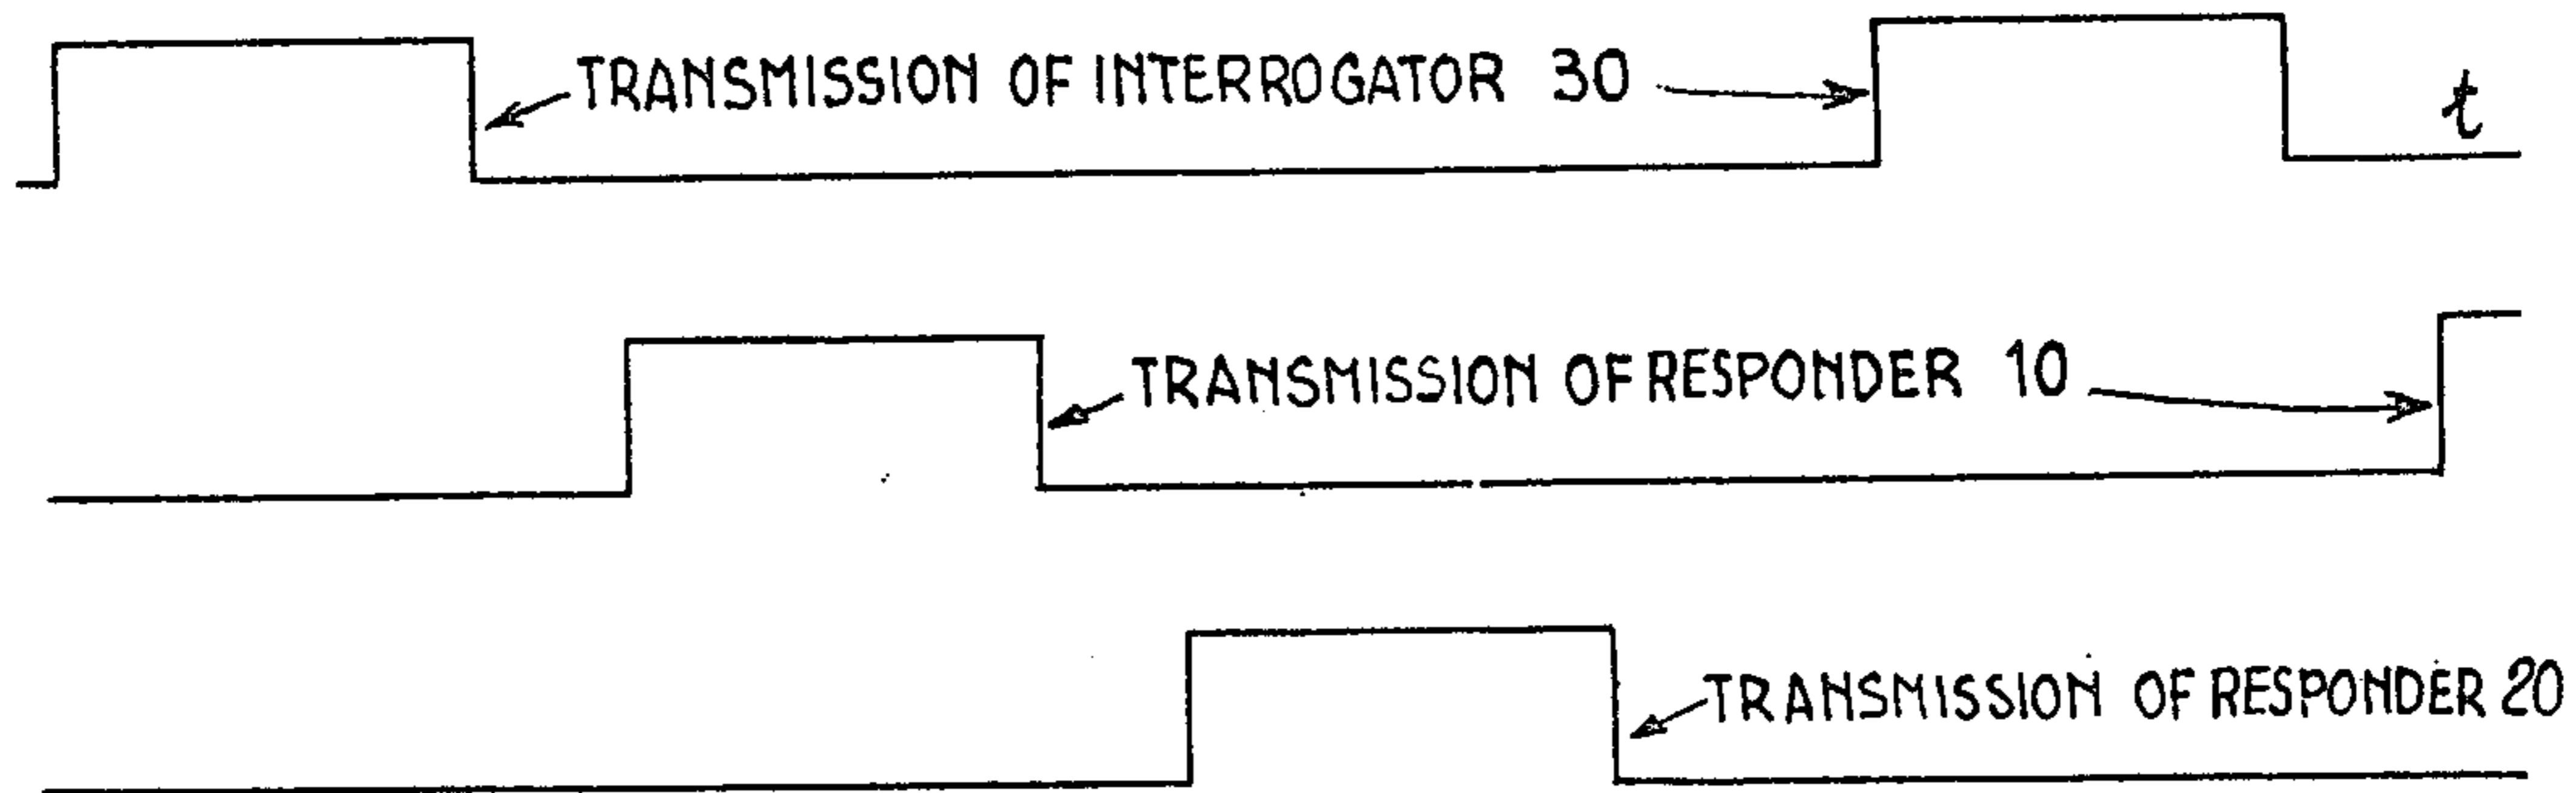 TRANSMISSION OF INTERROGATOR 30
t
TRANSMISSION OF RESPONDER 10
TRANSMISSION OF RESPONDER 20